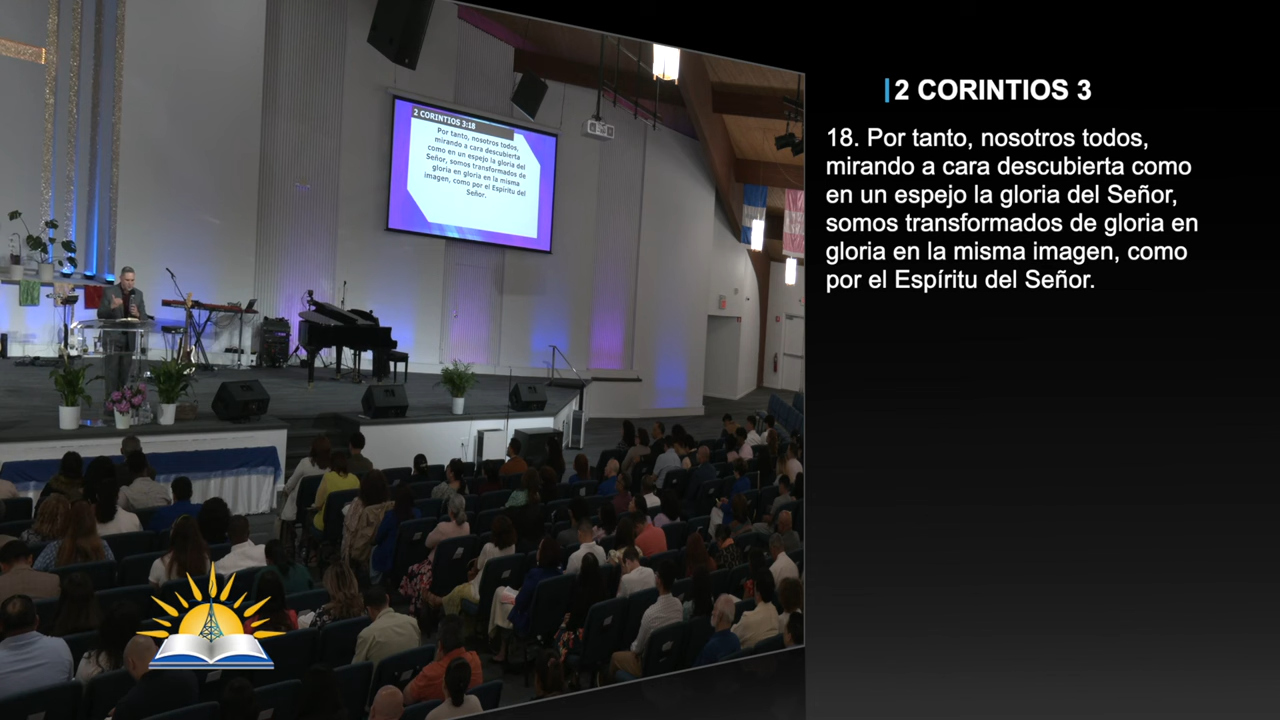 2 CORINTIOS 3:18
Por tanto, nosotros todos,
mirando a cara descubierta
como en un espejo la gloria del
Señor, somos transformados de
gloria en gloria en la misma
imagen, como por el Espíritu del
Señor.
2 CORINTIOS 3
18. Por tanto, nosotros todos,
mirando a cara descubierta como
en un espejo la gloria del Señor,
somos transformados de gloria en
gloria en la misma imagen, como
por el Espíritu del Señor.